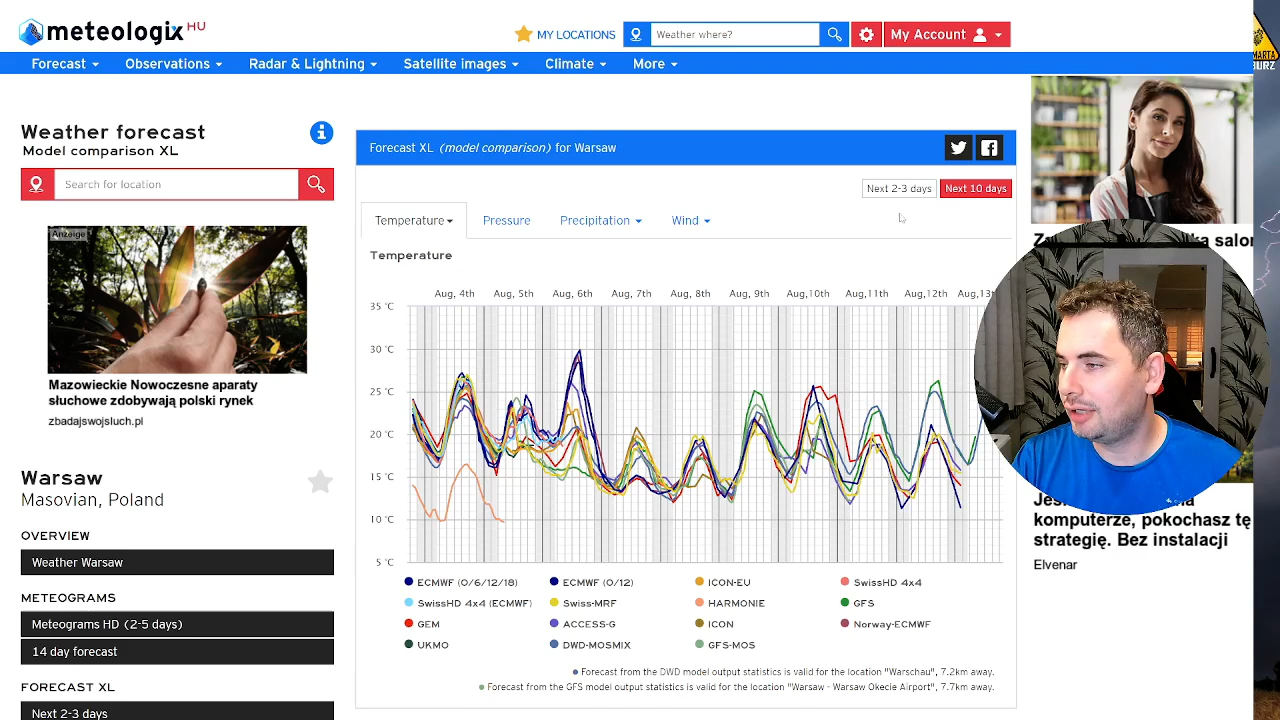 meteologix HU
MY LOCATIONS
Weather where?
My Account
Forecast
Observations
Radar & Lightning
Satellite images
Climate
More
MARTA
BURZ
Weather forecast
Model comparison XL
Search for location
Anzeige
Mazowieckie Nowoczesne aparaty
słuchowe zdobywają polski rynek
zbadajswojsluch.pl
Warsaw
Masovian, Poland
OVERVIEW
Weather Warsaw
METEOGRAMS
Meteograms HD (2-5 days)
14 day forecast
FORECAST XL
Next 2-3 days
Forecast XL (model comparison) for Warsaw
Next 2-3 days
Next 10 days
Temperature
Pressure
Precipitation
Wind
Temperature
Aug, 4th
Aug, 5th
Aug, 6th
Aug, 7th
Aug, 8th
Aug, 9th
Aug,10th
Aug,11th
Aug,12th
Aug,13t
35 °C
30 °C
25 °C
20 °C
15 °C
10 °C
5 °C
ECMWF (0/6/12/18)
ECMWF (0/12)
ICON-EU
SwissHD 4x4
SwissHD 4x4 (ECMWF)
Swiss-MRF
HARMONIE
GFS
GEM
ACCESS-G
ICON
Norway-ECMWF
UKMO
DWD-MOSMIX
GFS-MOS
Forecast from the DWD model output statistics is valid for the location "Warschau", 7.2km away.
Forecast from the GFS model output statistics is valid for the location "Warsaw - Warsaw Okecie Airport", 7.7km away.
salon
komputerze, pokochasz tę
strategię. Bez instalacji
Elvenar